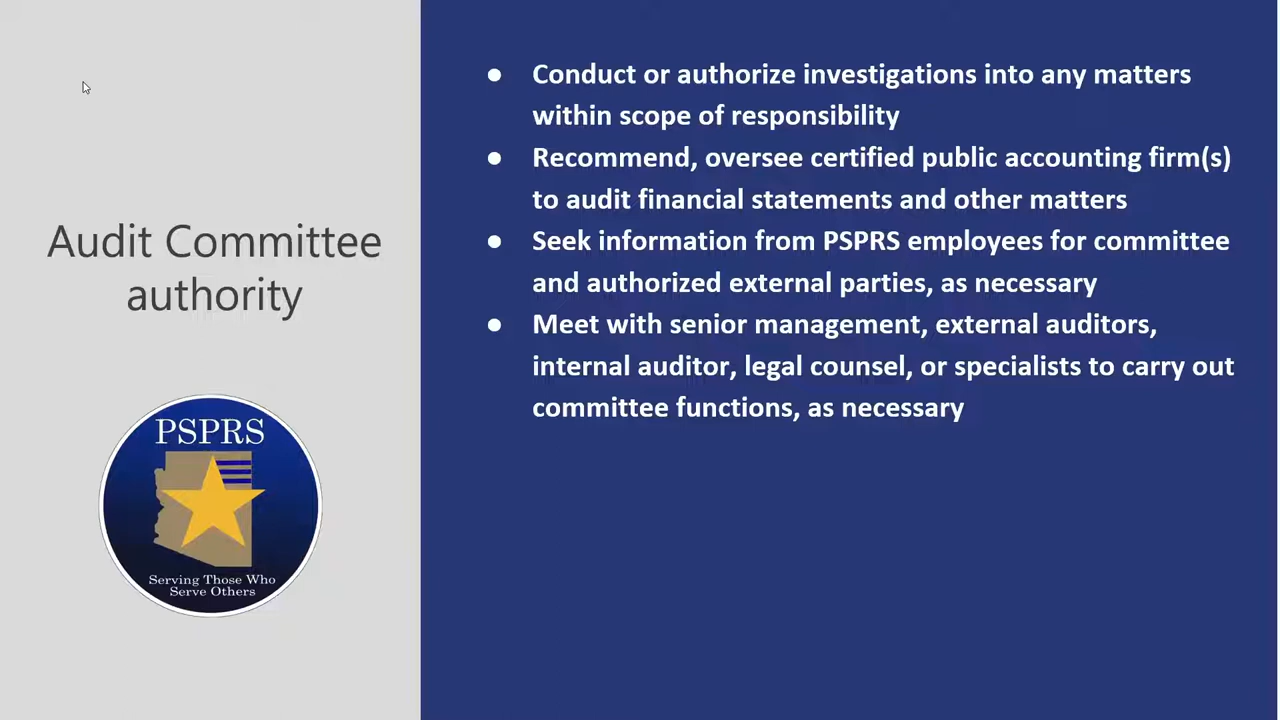 Audit Committee
authority
PSPRS
Serving Those Who
Serve Others
● Conduct or authorize investigations into any matters
within scope of responsibility
● Recommend, oversee certified public accounting firm(s)
to audit financial statements and other matters
● Seek information from PSPRS employees for committee
and authorized external parties, as necessary
● Meet with senior management, external auditors,
internal auditor, legal counsel, or specialists to carry out
committee functions, as necessary